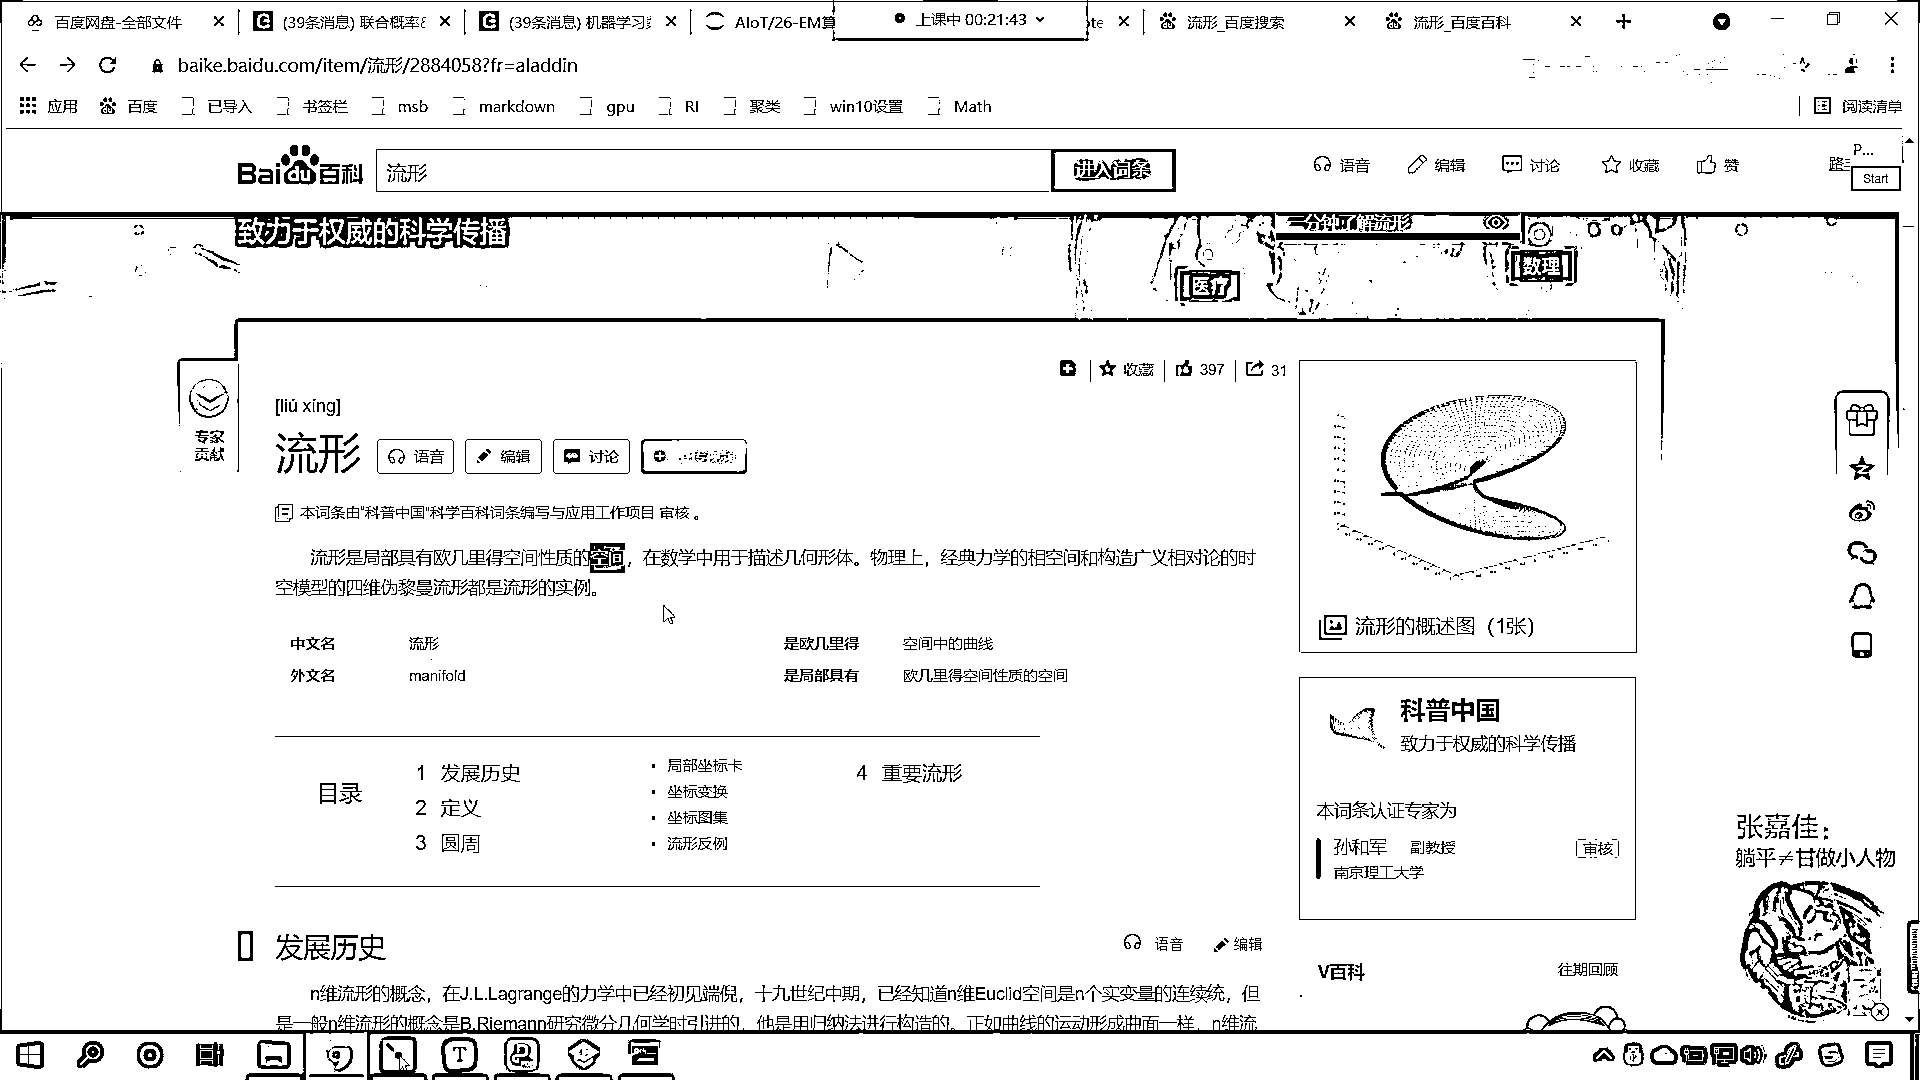 百度网盘-全部文件
(39条消息) 联合概率
(39条消息) 机器学习
AIoT/26-EM算
上课中 00:21:43
流形_百度搜索
流形_百度百科
baike.baidu.com/item/流形/2884058?fr=aladdin
应用 百度 已导入 书签栏 msb markdown gpu RI 聚类 win10设置 Math 阅读清单
Baidu百科 流形 进入词条 语音 编辑 讨论 收藏 赞 P...
Start
致力于权威的科学传播 一分钟了解流形
医疗 数理
收藏 397 31
专家
贡献
[liú xíng]
流形 语音 编辑 讨论
本词条由"科普中国"科学百科词条编写与应用工作项目 审核 。
流形是局部具有欧几里得空间性质的空间，在数学中用于描述几何形体。物理上，经典力学的相空间和构造广义相对论的时
空模型的四维伪黎曼流形都是流形的实例。
中文名 流形 是欧几里得 空间中的曲线
外文名 manifold 是局部具有 欧几里得空间性质的空间
流形的概述图（1张）
目录
1 发展历史
2 定义
3 圆周
局部坐标卡
坐标变换
坐标图集
流形反例
4 重要流形
科普中国
致力于权威的科学传播
本词条认证专家为
孙和军 副教授 审核
南京理工大学
张嘉佳：
躺平≠甘做小人物
发展历史 语音 编辑
V百科 往期回顾
n维流形的概念，在J.L.Lagrange的力学中已经初见端倪，十九世纪中期，已经知道n维Euclid空间是n个实变量的连续统，但
是一般n维流形的概念是B.Riemann研究微分几何学时引进的，他是用归纳法进行构造的。正如曲线的运动形成曲面一样，n维流